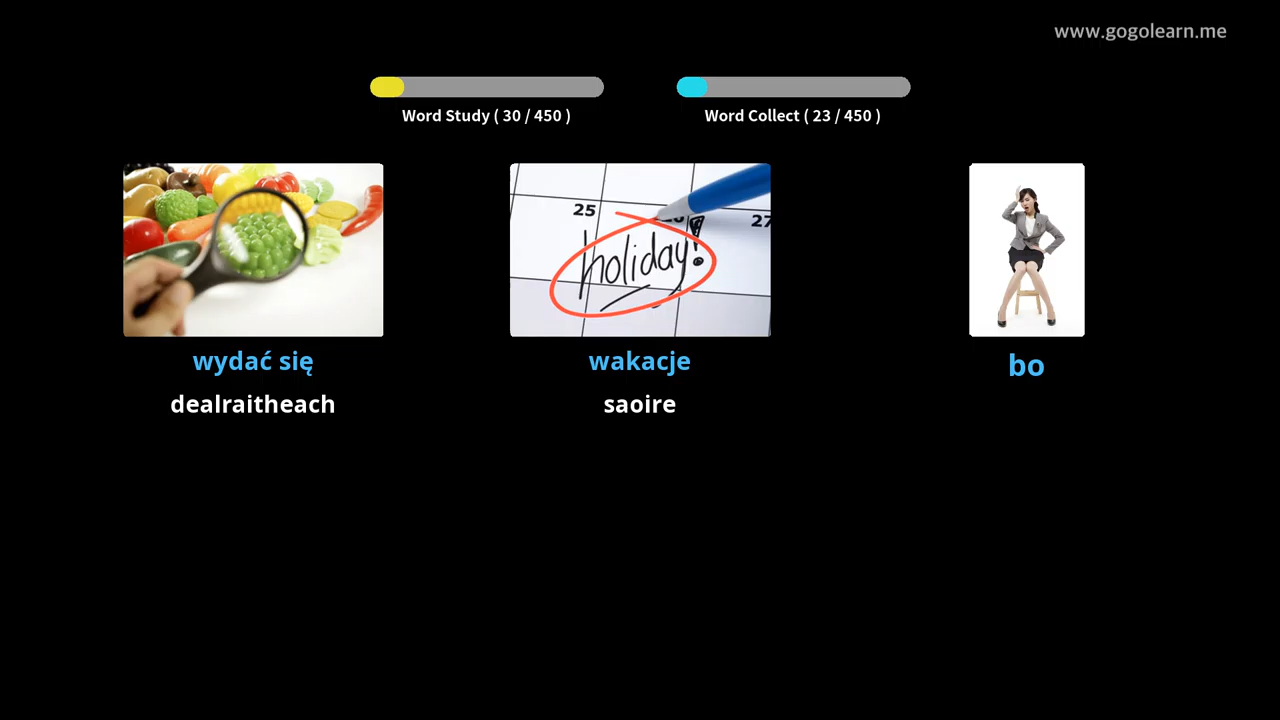 www.gogolearn.me
Word Study ( 30 / 450 )
Word Collect ( 23 / 450 )
25
27
holiday!
wydać się
wakacje
bo
dealraitheach
saoire